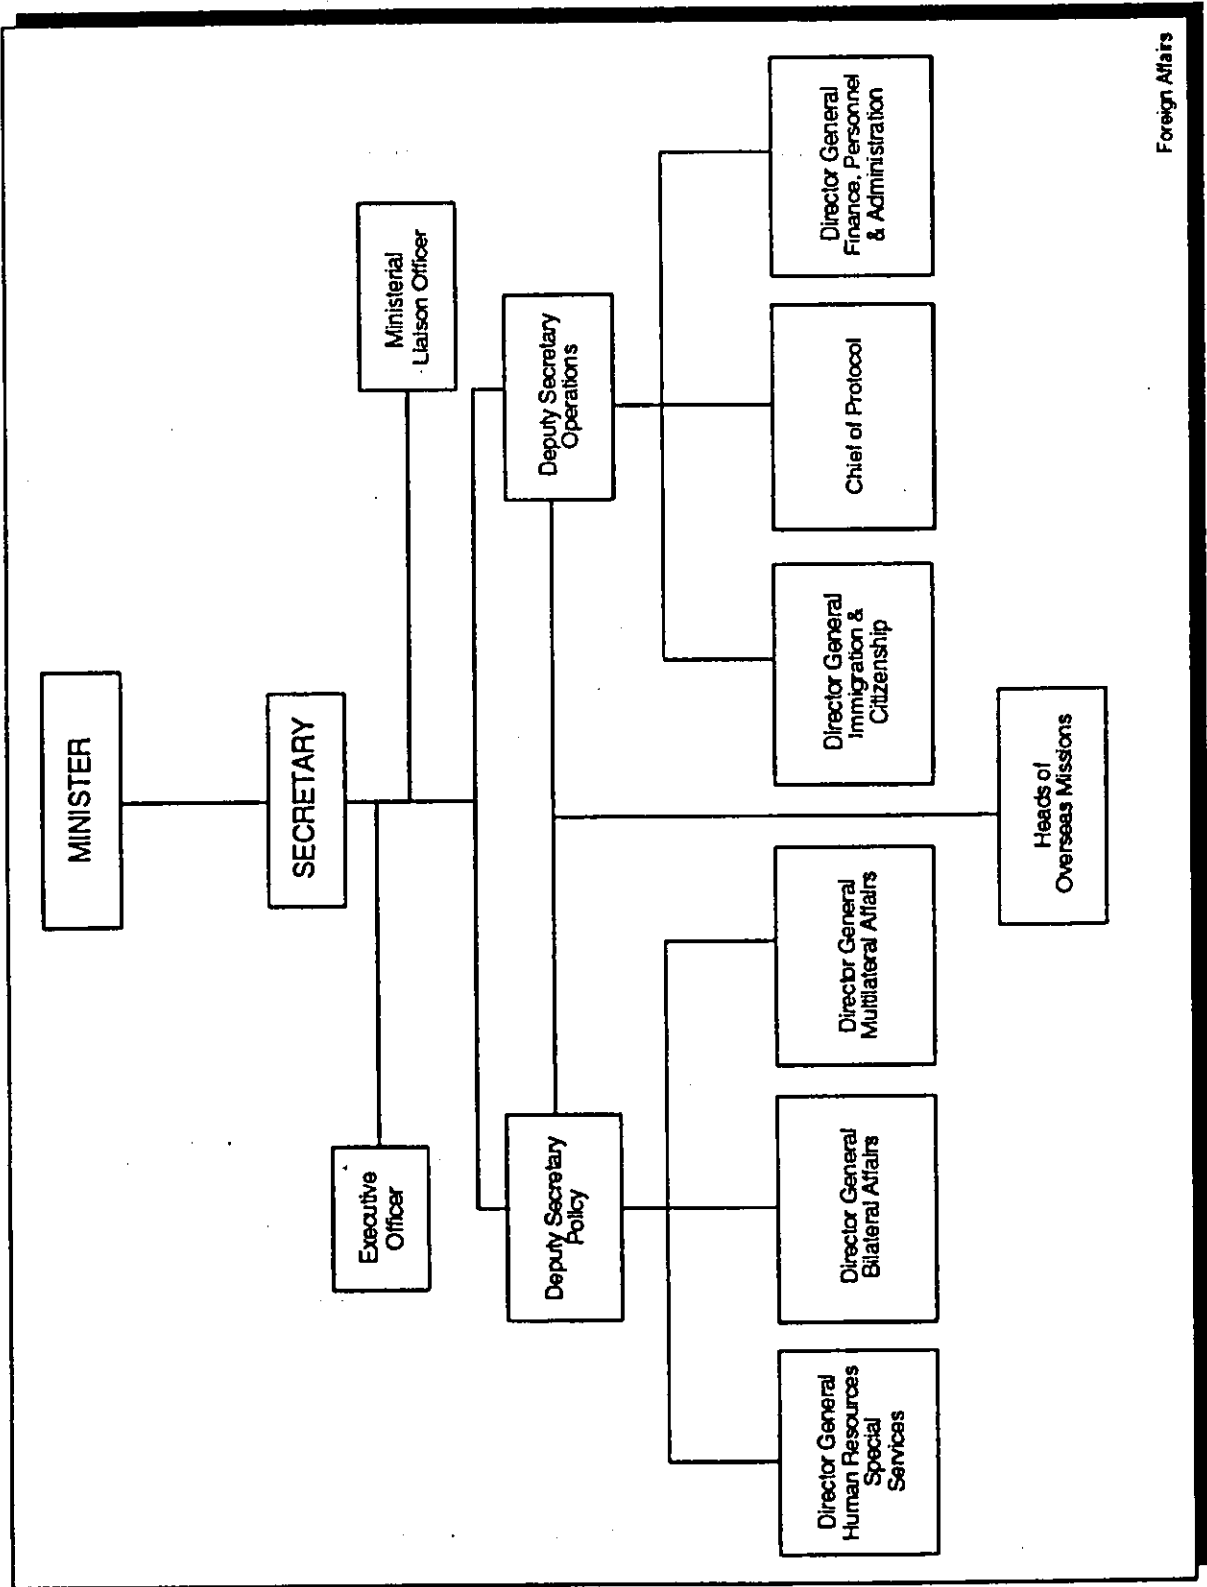 MINISTER
SECRETARY
Executive
Officer
Ministerial
Liaison Officer
Deputy Secretary
Policy
Deputy Secretary
Operations
Director General
Human Resources
Special
Services
Director General
Bilateral Affairs
Director General
Multilateral Affairs
Director General
Immigration &
Citizenship
Chief of Protocol
Director General
Finance, Personnel
& Administration
Heads of
Overseas Missions
Foreign Affairs